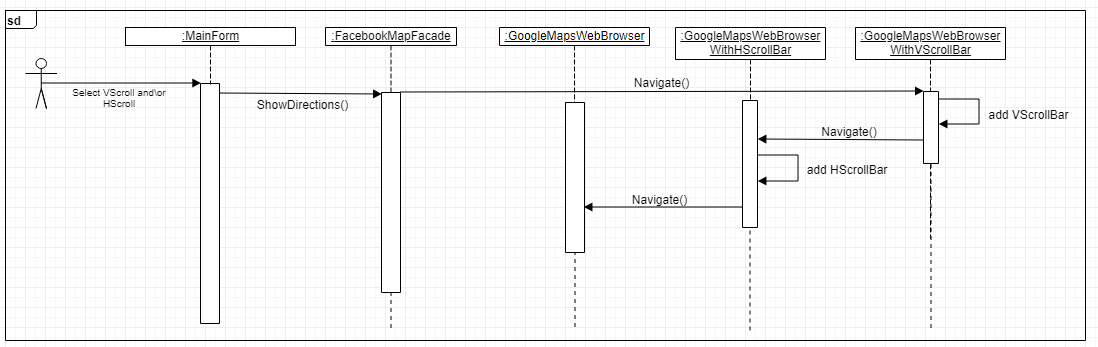 sd
:MainForm
:FacebookMapFacade
:GoogleMapsWebBrowser
:GoogleMapsWebBrowser
WithHScrollBar
:GoogleMapsWebBrowser
WithVScrollBar
Select VScroll and\or
HScroll
ShowDirections()
Navigate()
add VScrollBar
Navigate()
add HScrollBar
Navigate()